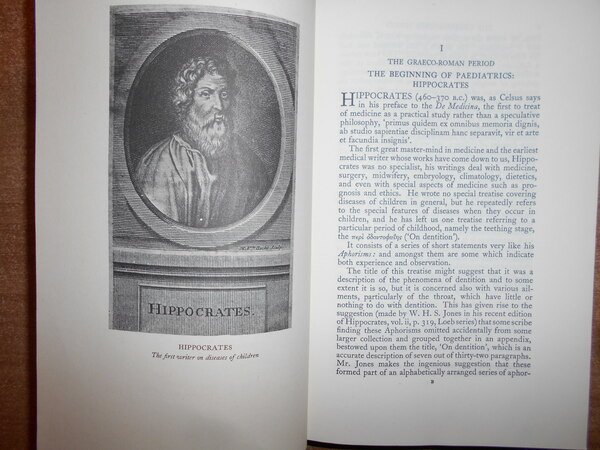 HIPPOCRATES.
HIPPOCRATES
The first writer on diseases of children
I
THE GRAECO-ROMAN PERIOD
THE BEGINNING OF PAEDIATRICS:
HIPPOCRATES
HIPPOCRATES (460–370 B.C.) was, as Celsus says
in his preface to the De Medicina, the first to treat
of medicine as a practical study rather than a speculative
philosophy, 'primus quidem ex omnibus memoria dignis,
ab studio sapientiae disciplinam hanc separavit, vir et arte
et facundia insignis'.
The first great master-mind in medicine and the earliest
medical writer whose works have come down to us, Hippo-
crates was no specialist, his writings deal with medicine,
surgery, midwifery, embryology, climatology, dietetics,
and even with special aspects of medicine such as pro-
gnosis and ethics. He wrote no special treatise covering
diseases of children in general, but he repeatedly refers
to the special features of diseases when they occur in
children, and he has left us one treatise referring to a
particular period of childhood, namely the teething stage,
the περὶ ὀδοντοφυΐης ('On dentition').
It consists of a series of short statements very like his
Aphorisms: and amongst them are some which indicate
both experience and observation.
The title of this treatise might suggest that it was a
description of the phenomena of dentition and to some
extent it is so, but it is concerned also with various ail-
ments, particularly of the throat, which have little or
nothing to do with dentition. This has given rise to the
suggestion (made by W. H. S. Jones in his recent edition
of Hippocrates, vol. ii, p. 319, Loeb series) that some scribe
finding these Aphorisms omitted accidentally from some
larger collection and grouped together in an appendix,
bestowed upon them the title, 'On dentition', which is an
accurate description of seven out of thirty-two paragraphs.
Mr. Jones makes the ingenious suggestion that these
formed part of an alphabetically arranged series of aphor-
B